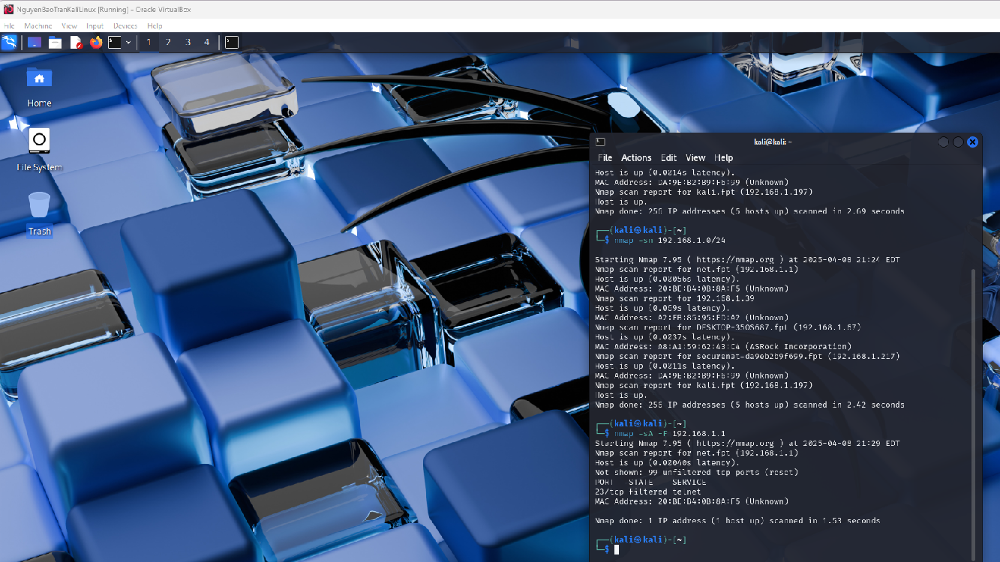 NguyenBaoTranKaliLinux [Running] - Oracle VirtualBox
File Machine View Input Devices Help
1 2 3 4
Home
File System
Trash
kali@kali: ~
File Actions Edit View Help
Host is up (0.0014s latency).
MAC Address: DA:9E:B2:B9:F6:99 (Unknown)
Nmap scan report for kali.fpt (192.168.1.197)
Host is up.
Nmap done: 256 IP addresses (5 hosts up) scanned in 2.69 seconds
┌──(kali㉿kali)-[~]
└─$ nmap -sn 192.168.1.0/24
Starting Nmap 7.95 ( https://nmap.org ) at 2025-04-08 21:24 EDT
Nmap scan report for net.fpt (192.168.1.1)
Host is up (0.00056s latency).
MAC Address: 20:BE:B4:0B:8A:F5 (Unknown)
Nmap scan report for 192.168.1.39
Host is up (0.069s latency).
MAC Address: A2:FB:85:95:FD:A2 (Unknown)
Nmap scan report for DESKTOP-350S687.fpt (192.168.1.67)
Host is up (0.0037s latency).
MAC Address: A8:A1:59:62:43:C4 (ASRock Incorporation)
Nmap scan report for securenat-da9eb2b9f699.fpt (192.168.1.217)
Host is up (0.0011s latency).
MAC Address: DA:9E:B2:B9:F6:99 (Unknown)
Nmap scan report for kali.fpt (192.168.1.197)
Host is up.
Nmap done: 256 IP addresses (5 hosts up) scanned in 2.42 seconds
┌──(kali㉿kali)-[~]
└─$ nmap -sA -F 192.168.1.1
Starting Nmap 7.95 ( https://nmap.org ) at 2025-04-08 21:29 EDT
Nmap scan report for net.fpt (192.168.1.1)
Host is up (0.00040s latency).
Not shown: 99 unfiltered tcp ports (reset)
PORT STATE SERVICE
23/tcp filtered telnet
MAC Address: 20:BE:B4:0B:8A:F5 (Unknown)
Nmap done: 1 IP address (1 host up) scanned in 1.53 seconds
┌──(kali㉿kali)-[~]
└─$